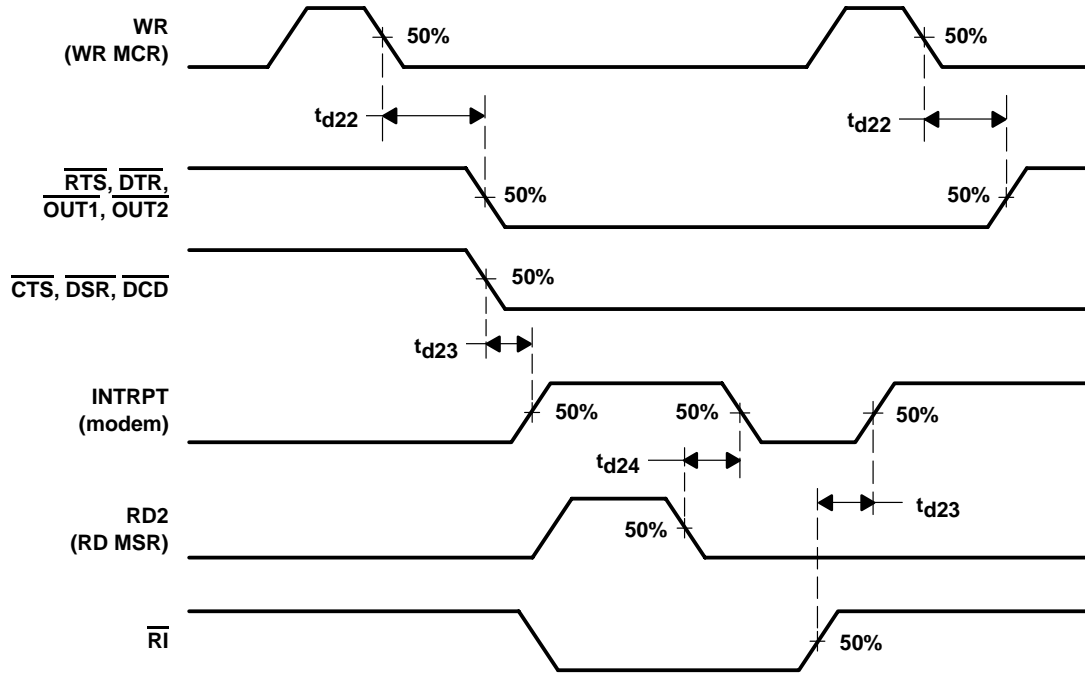 WR
(WR MCR)
50%
50%
td22
td22
RTS, DTR,
OUT1, OUT2
50%
50%
CTS, DSR, DCD
50%
td23
INTRPT
(modem)
50%
50%
50%
td24
td23
RD2
(RD MSR)
50%
RI
50%